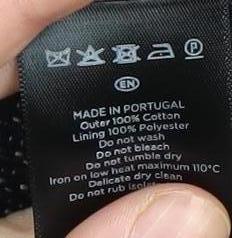 P
EN
MADE IN PORTUGAL
Outer 100% Cotton
Lining 100% Polyester
Do not wash
Do not bleach
Do not tumble dry
Iron on low heat maximum 110°C
Delicate dry clean
Do not rub